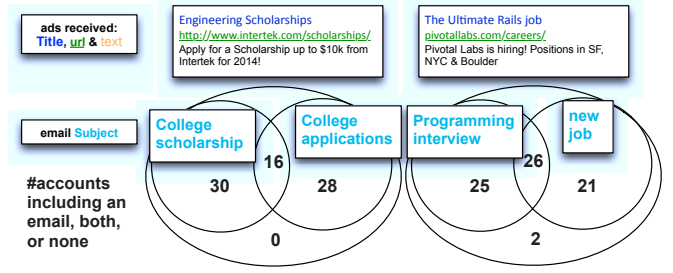 ads received:
Title, url & text
Engineering Scholarships
http://www.intertek.com/scholarships/
Apply for a Scholarship up to $10k from
Intertek for 2014!
The Ultimate Rails job
pivotallabs.com/careers/
Pivotal Labs is hiring! Positions in SF,
NYC & Boulder
email Subject
College
scholarship
College
applications
Programming
interview
new
job
#accounts
including an
email, both,
or none
30
16
28
0
25
26
21
2